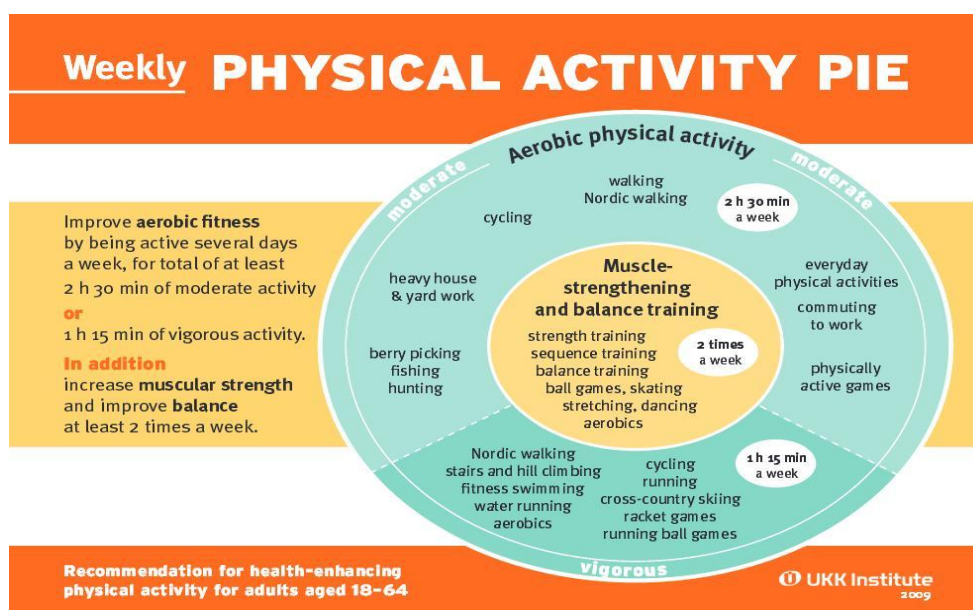 Weekly PHYSICAL ACTIVITY PIE
Improve aerobic fitness
by being active several days
a week, for total of at least
2 h 30 min of moderate activity
or
1 h 15 min of vigorous activity.
In addition
increase muscular strength
and improve balance
at least 2 times a week.
Aerobic physical activity
moderate
moderate
walking
Nordic walking
2 h 30 min
a week
cycling
heavy house
& yard work
berry picking
fishing
hunting
everyday
physical activities
commuting
to work
physically
active games
Muscle-
strengthening
and balance training
strength training
sequence training
balance training
ball games, skating
stretching, dancing
aerobics
2 times
a week
Nordic walking
stairs and hill climbing
fitness swimming
water running
aerobics
cycling
running
cross-country skiing
racket games
running ball games
1 h 15 min
a week
vigorous
Recommendation for health-enhancing
physical activity for adults aged 18-64
UKK Institute
2009